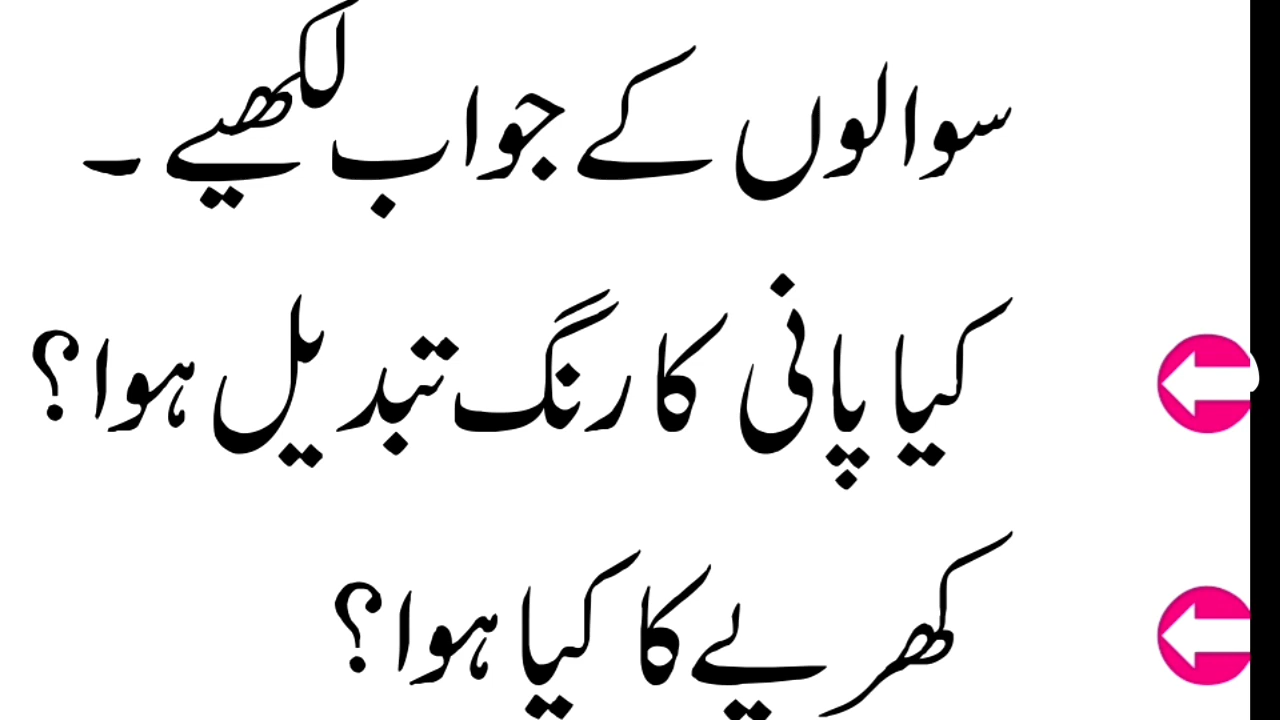 سوالوں کے جواب لکھیے ۔
کیا پانی کا رنگ تبدیل ہوا؟
کھریے کا کیا ہوا؟